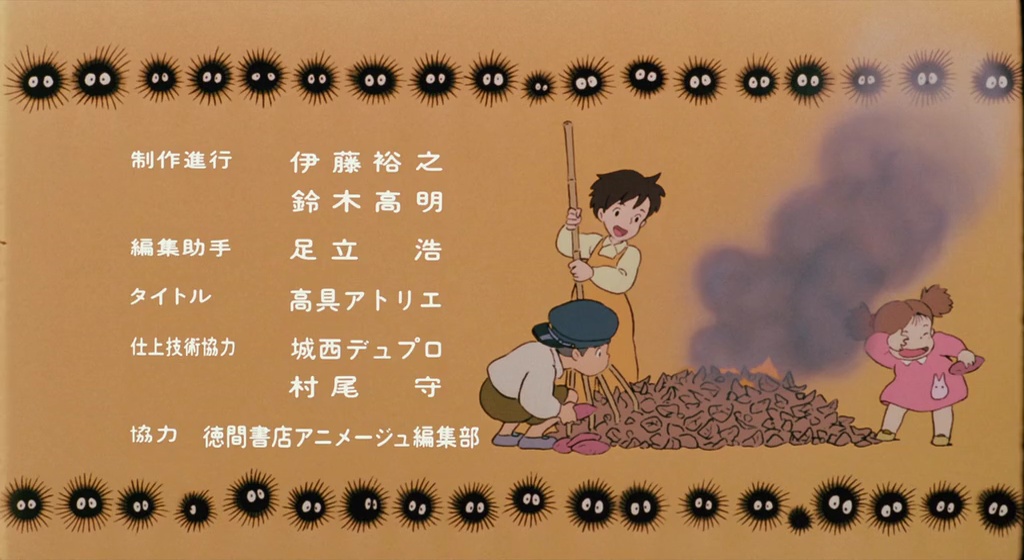 制作進行 伊藤裕之
鈴木高明
編集助手 足立 浩
タイトル 高具アトリエ
仕上技術協力 城西デュプロ
村尾 守
協力 徳間書店アニメージュ編集部